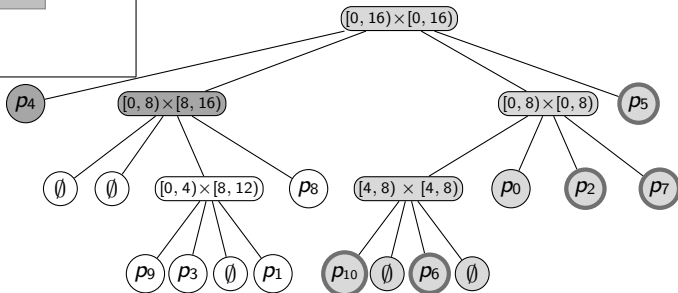 [0, 16)×[0, 16)
p4 [0, 8)×[8, 16) [0, 8)×[0, 8) p5
∅ ∅ [0, 4)×[8, 12) p8 [4, 8) × [4, 8) p0 p2 p7
p9 p3 ∅ p1 p10 ∅ p6 ∅